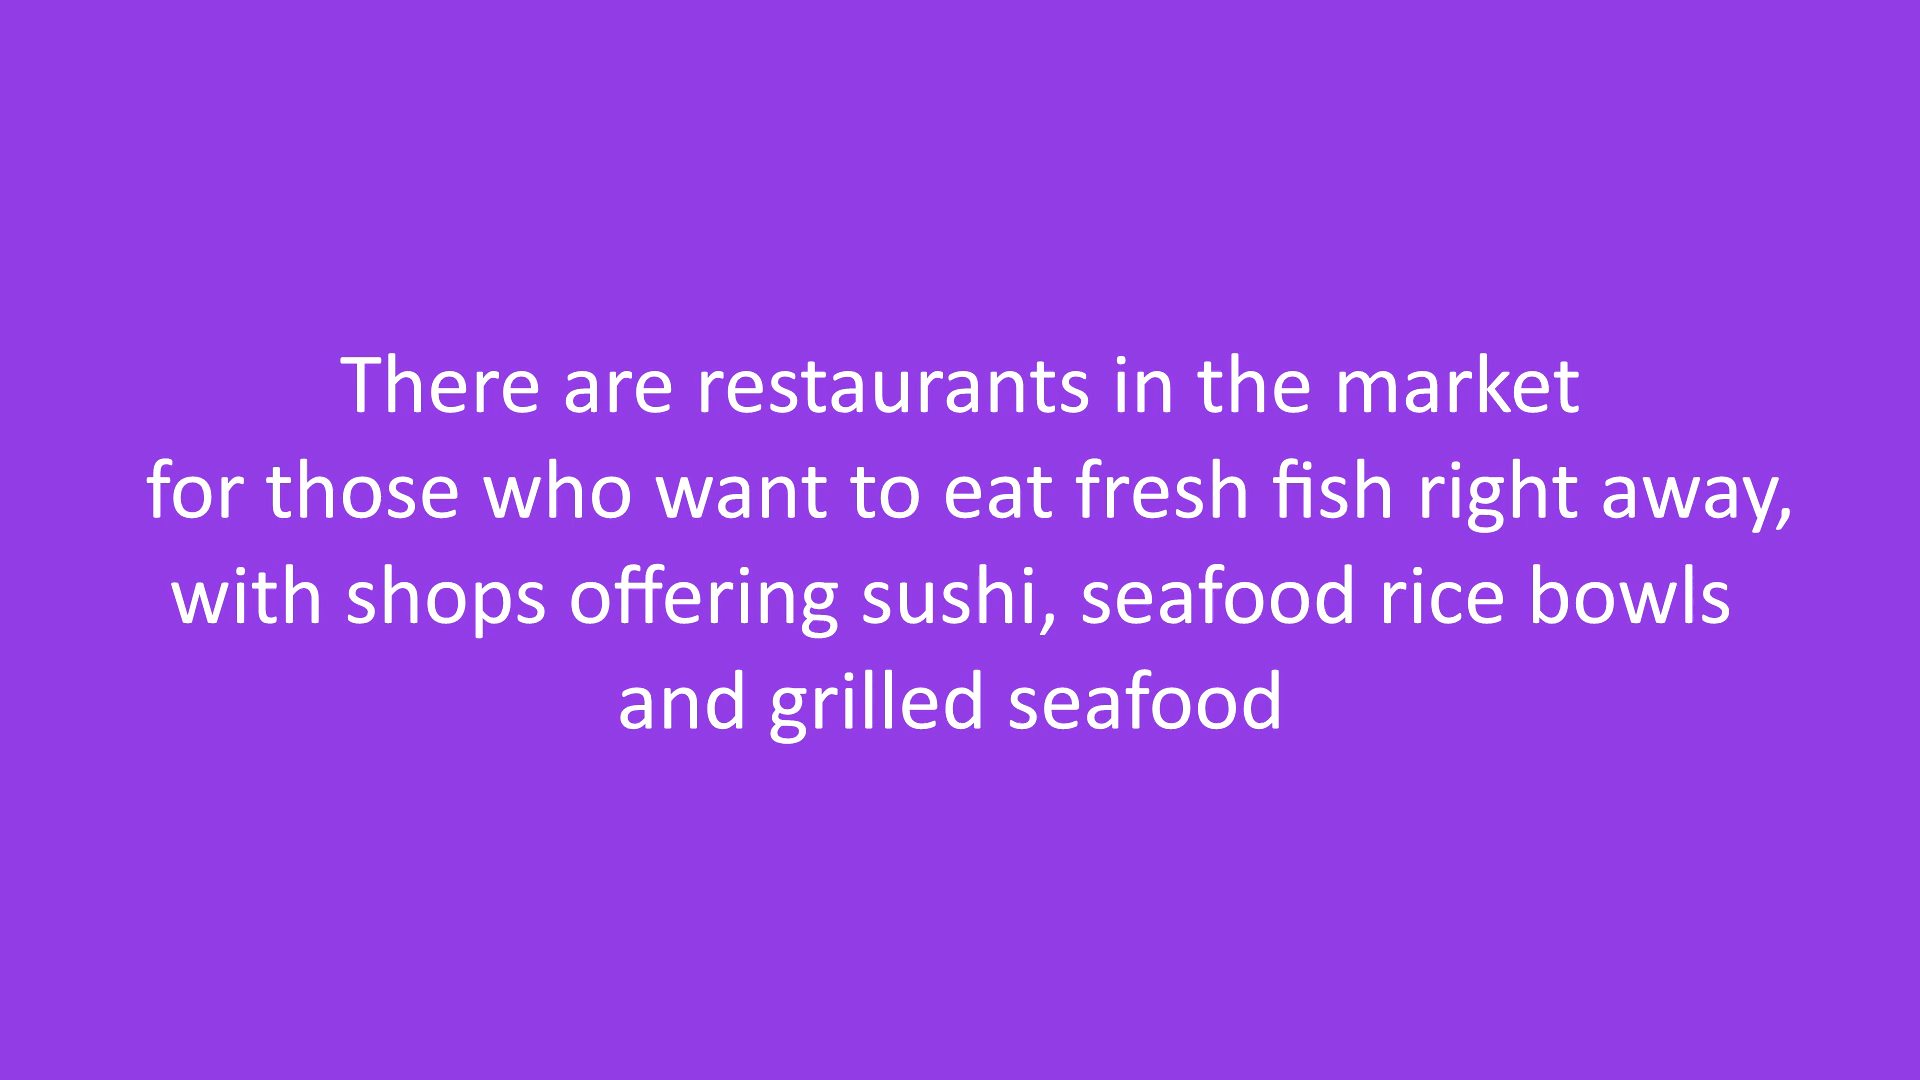 There are restaurants in the market
for those who want to eat fresh fish right away,
with shops offering sushi, seafood rice bowls
and grilled seafood